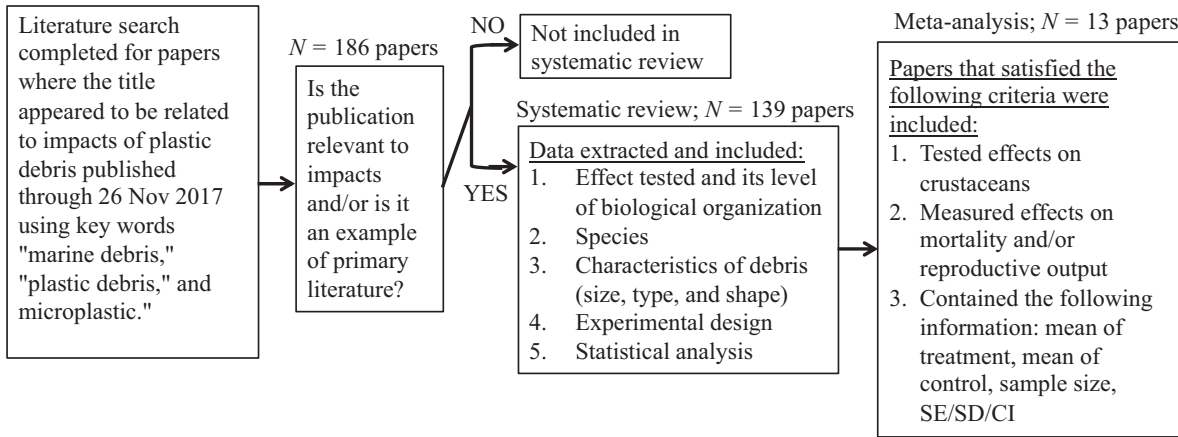 Literature search
completed for papers
where the title
appeared to be related
to impacts of plastic
debris published
through 26 Nov 2017
using key words
"marine debris,"
"plastic debris," and
microplastic."
N = 186 papers
Is the
publication
relevant to
impacts
and/or is it
an example
of primary
literature?
NO
Not included in
systematic review
YES
Systematic review; N = 139 papers
Data extracted and included:
1. Effect tested and its level
of biological organization
2. Species
3. Characteristics of debris
(size, type, and shape)
4. Experimental design
5. Statistical analysis
Meta-analysis; N = 13 papers
Papers that satisfied the
following criteria were
included:
1. Tested effects on
crustaceans
2. Measured effects on
mortality and/or
reproductive output
3. Contained the following
information: mean of
treatment, mean of
control, sample size,
SE/SD/CI